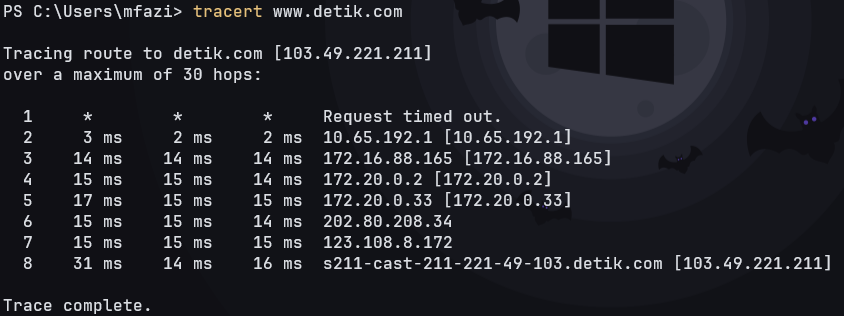 PS C:\Users\mfazi> tracert www.detik.com
Tracing route to detik.com [103.49.221.211]
over a maximum of 30 hops:
1 * * * Request timed out.
2 3 ms 2 ms 2 ms 10.65.192.1 [10.65.192.1]
3 14 ms 14 ms 14 ms 172.16.88.165 [172.16.88.165]
4 15 ms 15 ms 14 ms 172.20.0.2 [172.20.0.2]
5 17 ms 15 ms 15 ms 172.20.0.33 [172.20.0.33]
6 15 ms 15 ms 14 ms 202.80.208.34
7 15 ms 15 ms 15 ms 123.108.8.172
8 31 ms 14 ms 16 ms s211-cast-211-221-49-103.detik.com [103.49.221.211]
Trace complete.